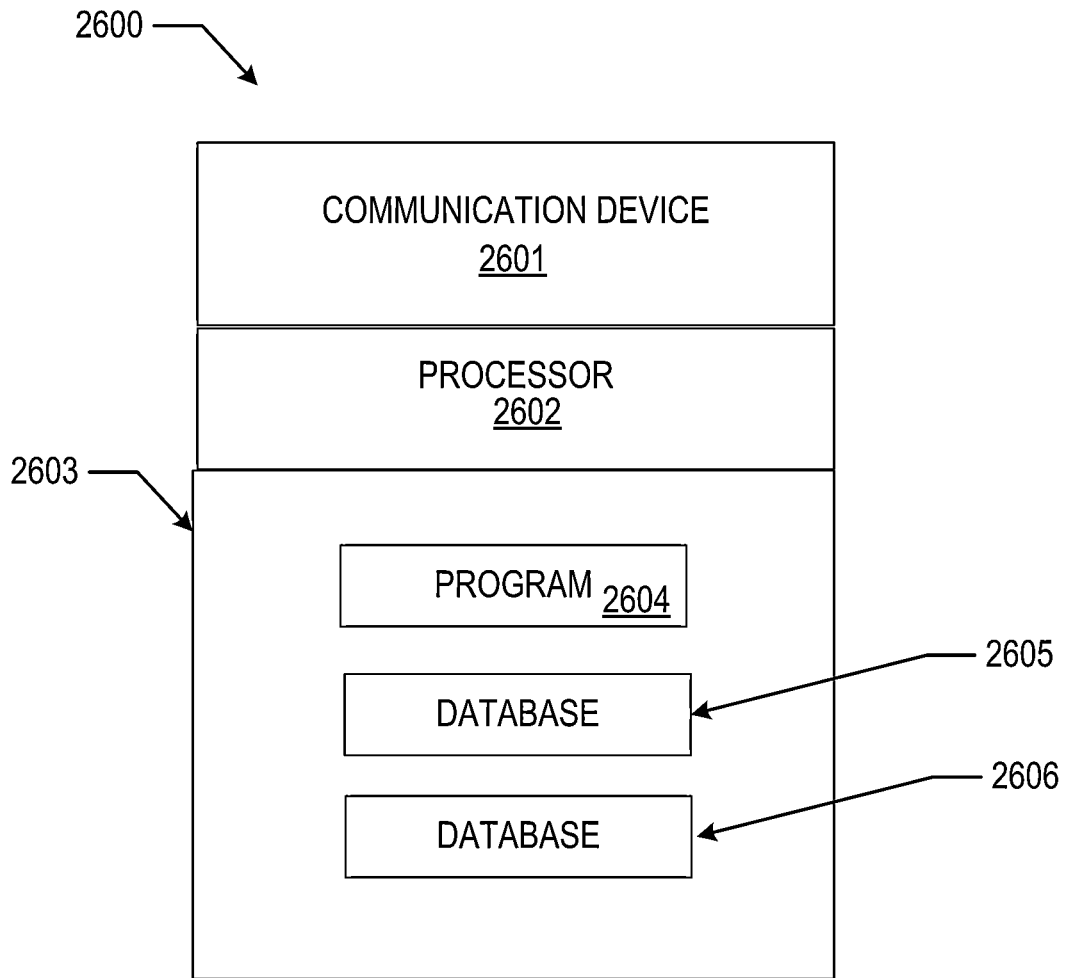 2600
COMMUNICATION DEVICE
2601
PROCESSOR
2602
2603
PROGRAM 2604
2605
DATABASE
2606
DATABASE